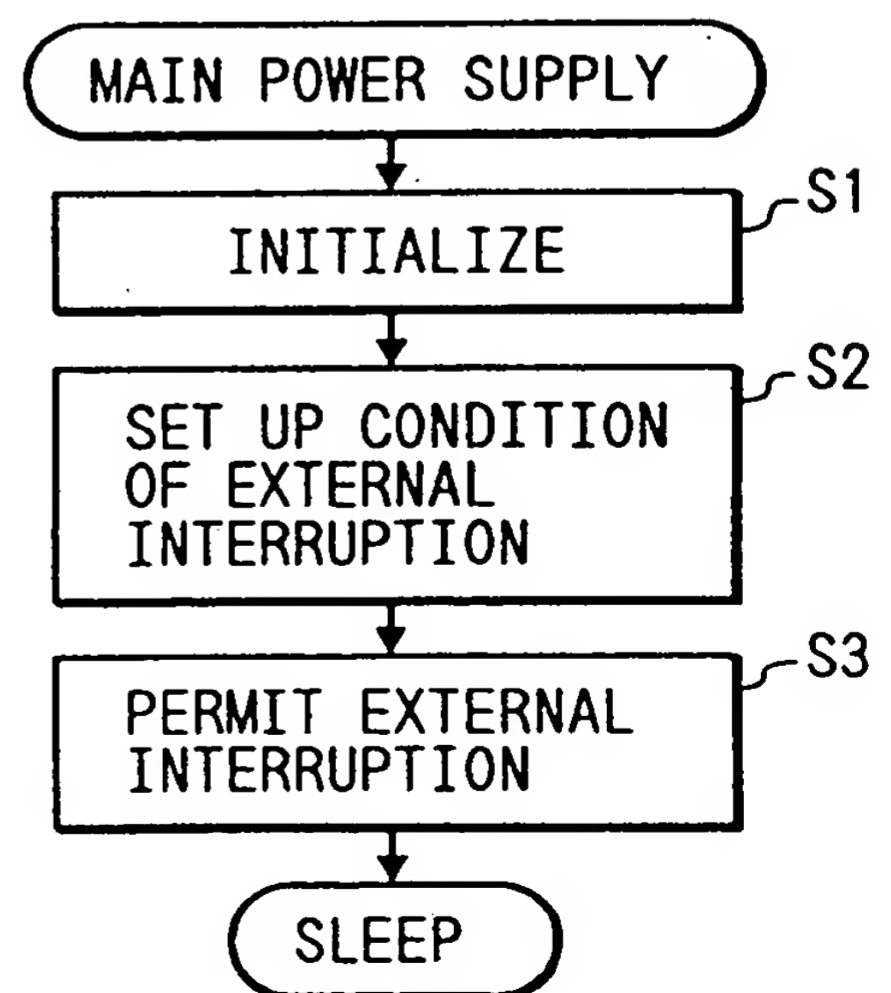 MAIN POWER SUPPLY
S1
INITIALIZE
S2
SET UP CONDITION
OF EXTERNAL
INTERRUPTION
S3
PERMIT EXTERNAL
INTERRUPTION
SLEEP